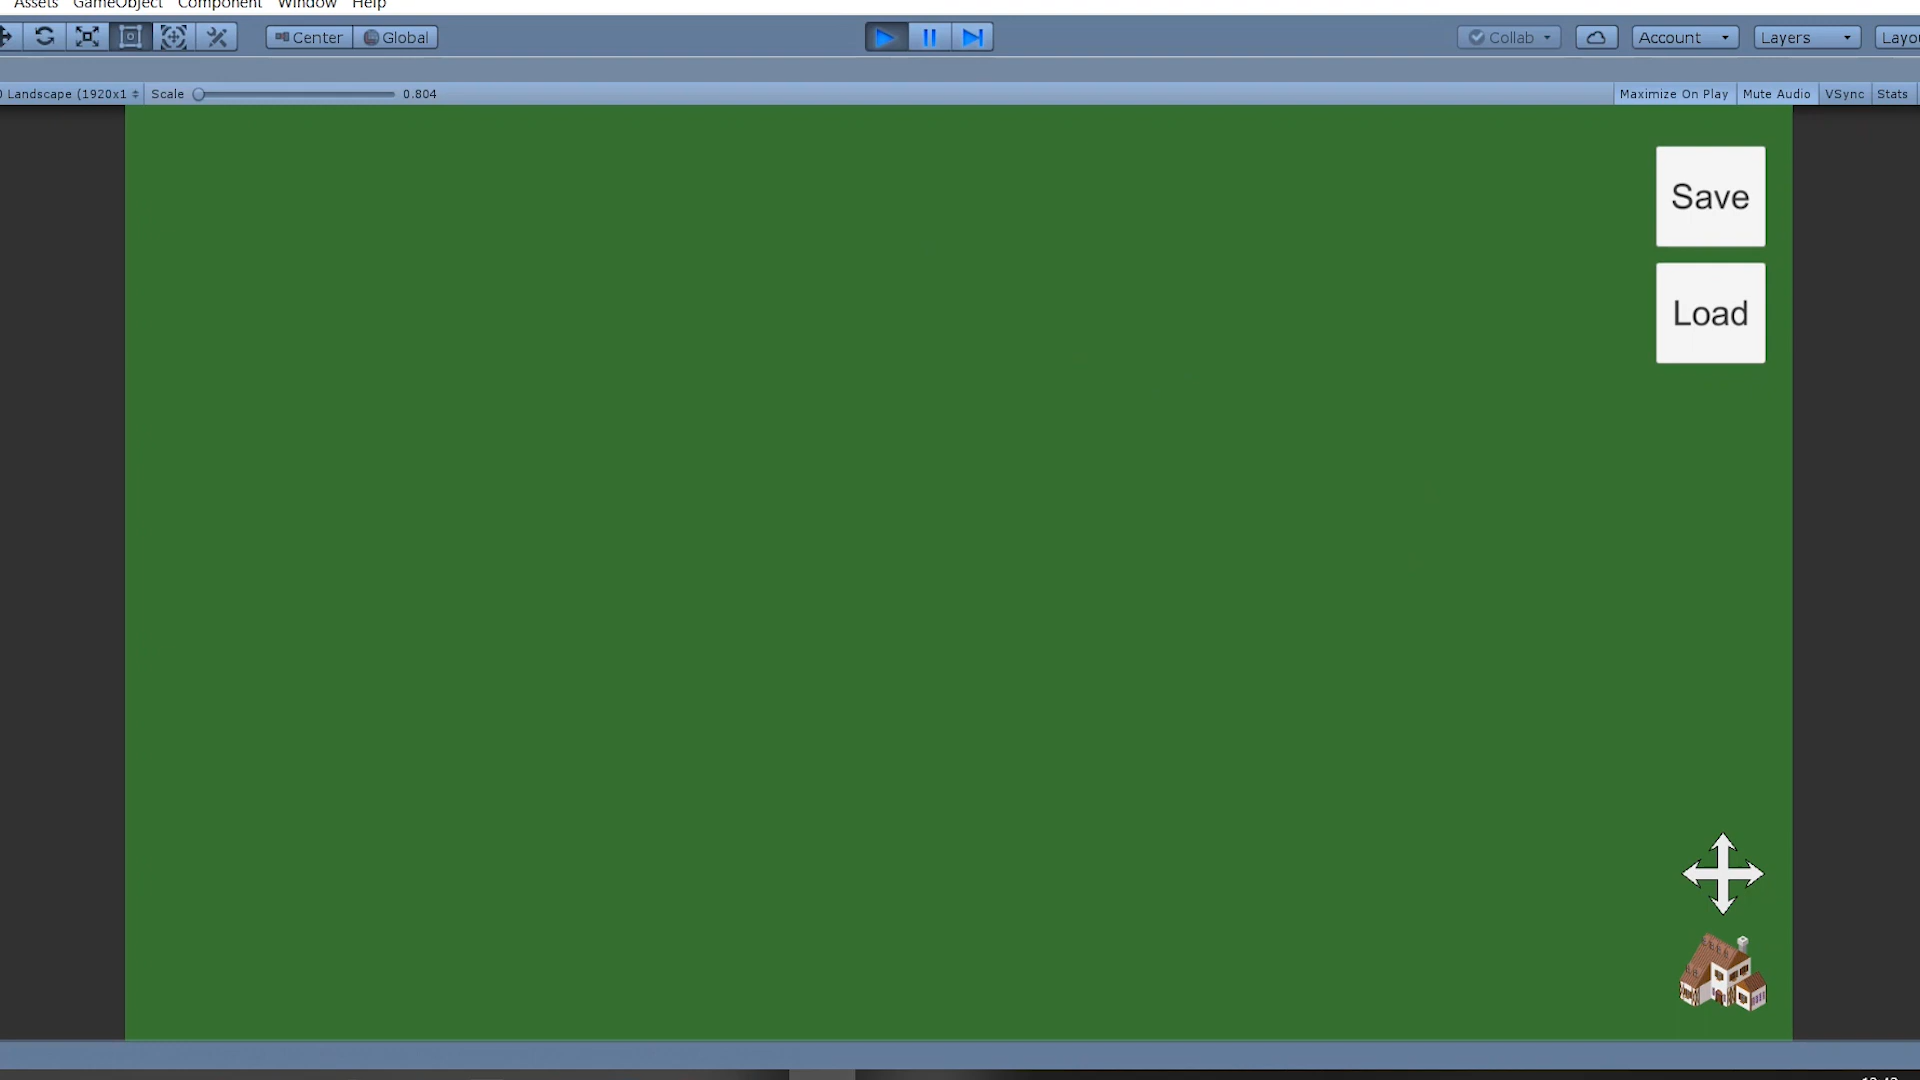 Assets GameObject Component Window Help
Center Global Collab Account Layers
Landscape (1920x1 Scale 0.804 Maximize On Play Mute Audio VSync Stats
Save
Load